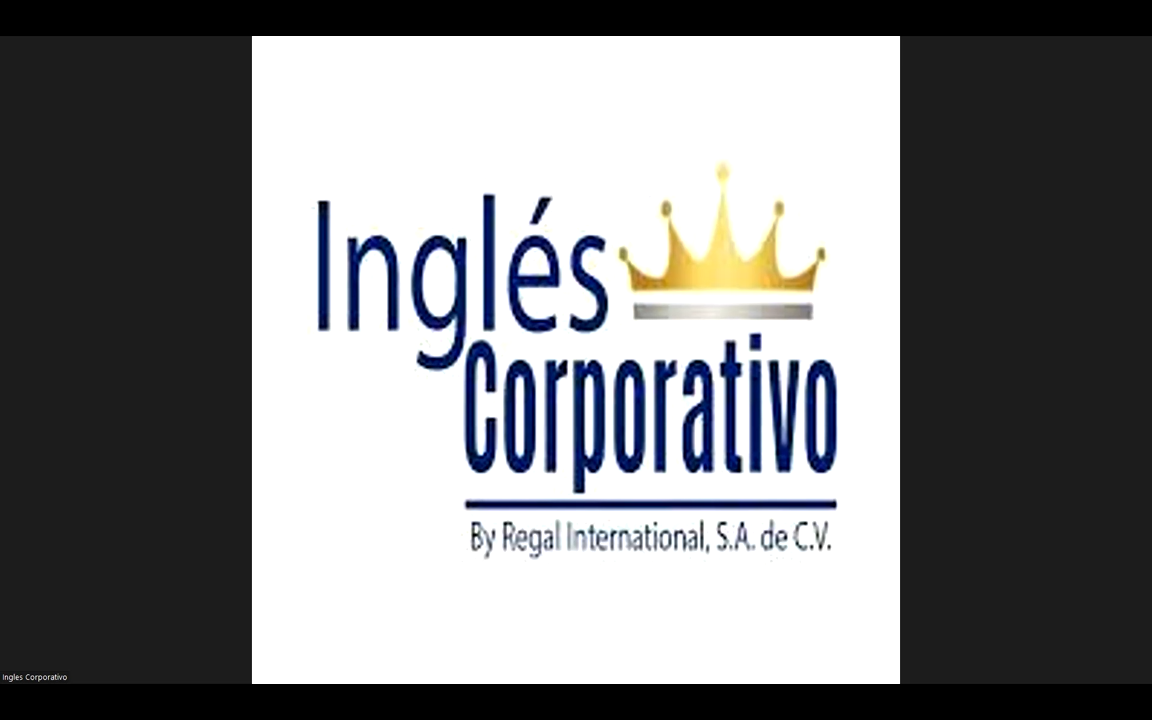 Inglés
Corporativo
By Regal International, S.A. de C.V.
Ingles Corporativo